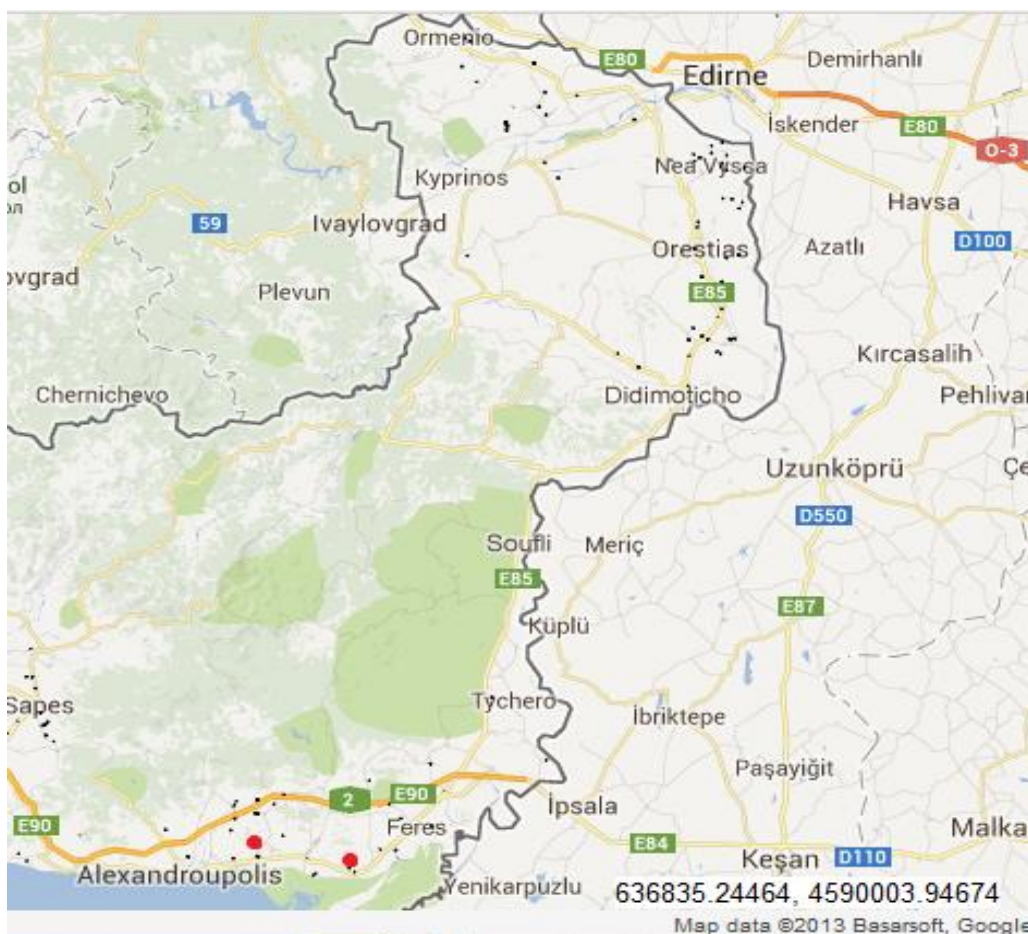 Ormenio
E80
Edirne
Demirhanlı
İskender
E80
O-3
Nea Vyssa
Kyprinos
Havsa
ol
ол
59
Ivaylovgrad
Orestias
Azatlı
D100
ovgrad
Plevun
E85
Kırcasalih
Chernichevo
Didimoticho
Pehlivar
Uzunköprü
Çe
D550
Soufli
Meriç
E85
E87
Küplü
Tychero
Sapes
İbriktepe
Paşayiğit
2
E90
İpsala
E90
Feres
E84
Malka
Keşan
D110
Alexandroupolis
Yenikarpuzlu
636835.24464, 4590003.94674
Map data ©2013 Basarsoft, Google